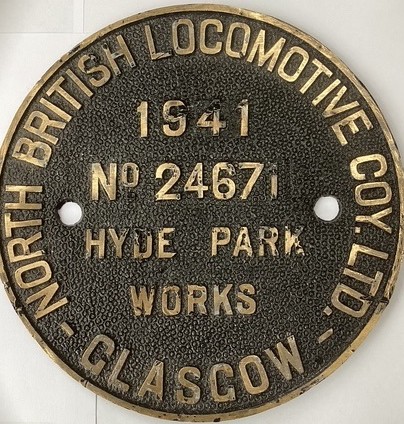 NORTH BRITISH LOCOMOTIVE COY. LTD.
1941
No 24671
HYDE PARK
WORKS
- GLASGOW -